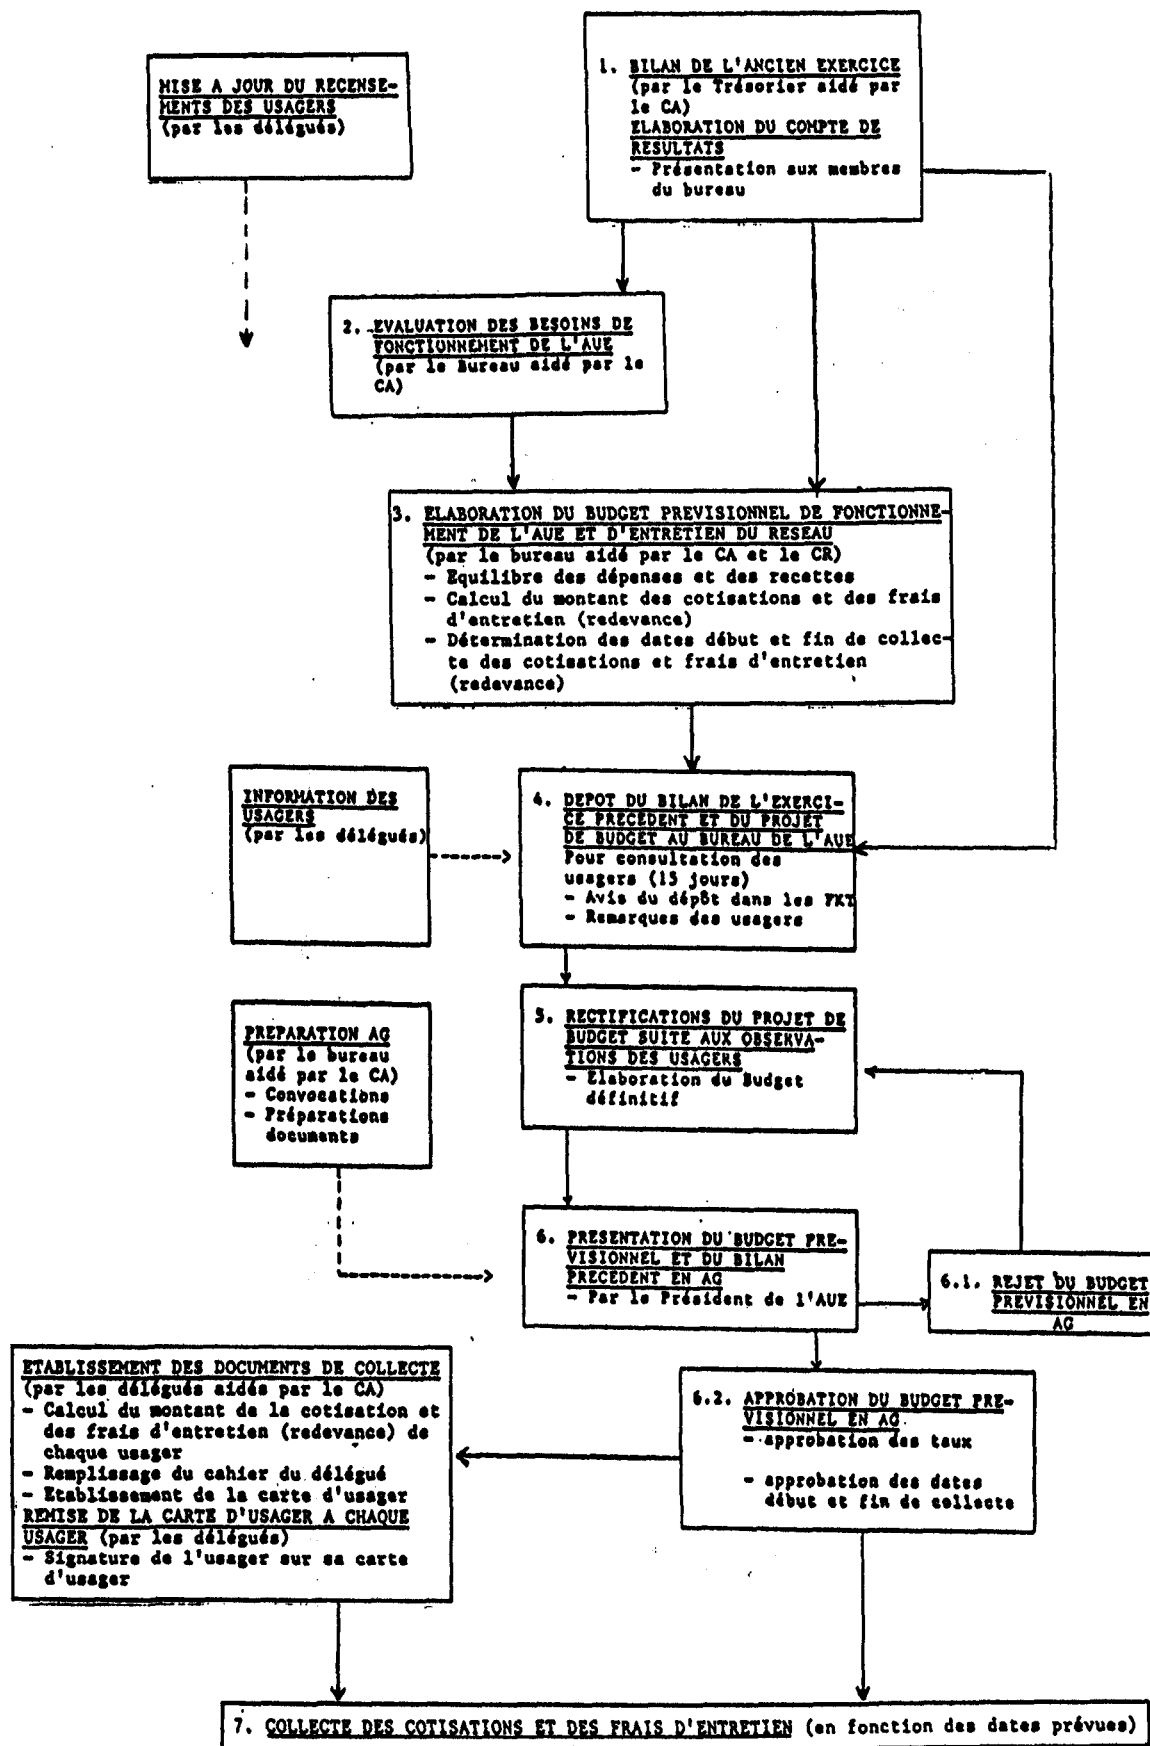 MISE A JOUR DU RECENSE-
MENTS DES USAGERS
(par les délégués)
1. BILAN DE L'ANCIEN EXERCICE
(par le Trésorier aidé par
le CA)
ELABORATION DU COMPTE DE
RESULTATS
- Présentation aux membres
du bureau
2. EVALUATION DES BESOINS DE
FONCTIONNEMENT DE L'AUE
(par le Bureau aidé par le
CA)
3. ELABORATION DU BUDGET PREVISIONNEL DE FONCTIONNE-
MENT DE L'AUE ET D'ENTRETIEN DU RESEAU
(par le bureau aidé par le CA et le CR)
- Equilibre des dépenses et des recettes
- Calcul du montant des cotisations et des frais
d'entretien (redevance)
- Détermination des dates début et fin de collec-
te des cotisations et frais d'entretien
(redevance)
INFORMATION DES
USAGERS
(par les délégués)
4. DEPOT DU BILAN DE L'EXERCI-
CE PRECEDENT ET DU PROJET
DE BUDGET AU BUREAU DE L'AUE
Pour consultation des
usagers (15 jours)
- Avis du dépôt dans les FKT
- Remarques des usagers
PREPARATION AG
(par le bureau
aidé par le CA)
- Convocations
- Préparations
documents
5. RECTIFICATIONS DU PROJET DE
BUDGET SUITE AUX OBSERVA-
TIONS DES USAGERS
- Elaboration du Budget
définitif
6. PRESENTATION DU BUDGET PRE-
VISIONNEL ET DU BILAN
PRECEDENT EN AG
- Par le Président de l'AUE
6.1. REJET DU BUDGET
PREVISIONNEL EN
AG
ETABLISSEMENT DES DOCUMENTS DE COLLECTE
(par les délégués aidés par le CA)
- Calcul du montant de la cotisation et
des frais d'entretien (redevance) de
chaque usager
- Remplissage du cahier du délégué
- Etablissement de la carte d'usager
REMISE DE LA CARTE D'USAGER A CHAQUE
USAGER (par les délégués)
- Signature de l'usager sur sa carte
d'usager
6.2. APPROBATION DU BUDGET PRE-
VISIONNEL EN AG
- approbation des taux
- approbation des dates
début et fin de collecte
7. COLLECTE DES COTISATIONS ET DES FRAIS D'ENTRETIEN (en fonction des dates prévues)